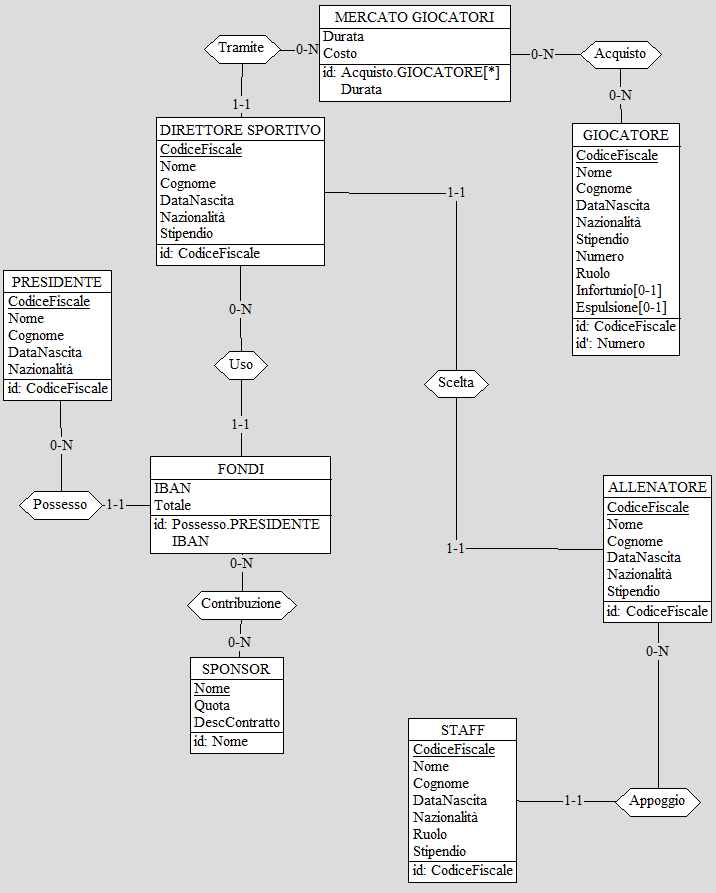 MERCATO GIOCATORI
Durata
Costo
id: Acquisto.GIOCATORE[*]
Durata
Tramite
0-N
0-N
Acquisto
1-1
0-N
DIRETTORE SPORTIVO
CodiceFiscale
Nome
Cognome
DataNascita
Nazionalità
Stipendio
id: CodiceFiscale
1-1
GIOCATORE
CodiceFiscale
Nome
Cognome
DataNascita
Nazionalità
Stipendio
Numero
Ruolo
Infortunio[0-1]
Espulsione[0-1]
id: CodiceFiscale
id': Numero
PRESIDENTE
CodiceFiscale
Nome
Cognome
DataNascita
Nazionalità
id: CodiceFiscale
0-N
Uso
1-1
Scelta
0-N
Possesso
1-1
FONDI
IBAN
Totale
id: Possesso.PRESIDENTE
IBAN
1-1
ALLENATORE
CodiceFiscale
Nome
Cognome
DataNascita
Nazionalità
Stipendio
id: CodiceFiscale
0-N
Contribuzione
0-N
SPONSOR
Nome
Quota
DescContratto
id: Nome
0-N
STAFF
CodiceFiscale
Nome
Cognome
DataNascita
Nazionalità
Ruolo
Stipendio
id: CodiceFiscale
1-1
Appoggio